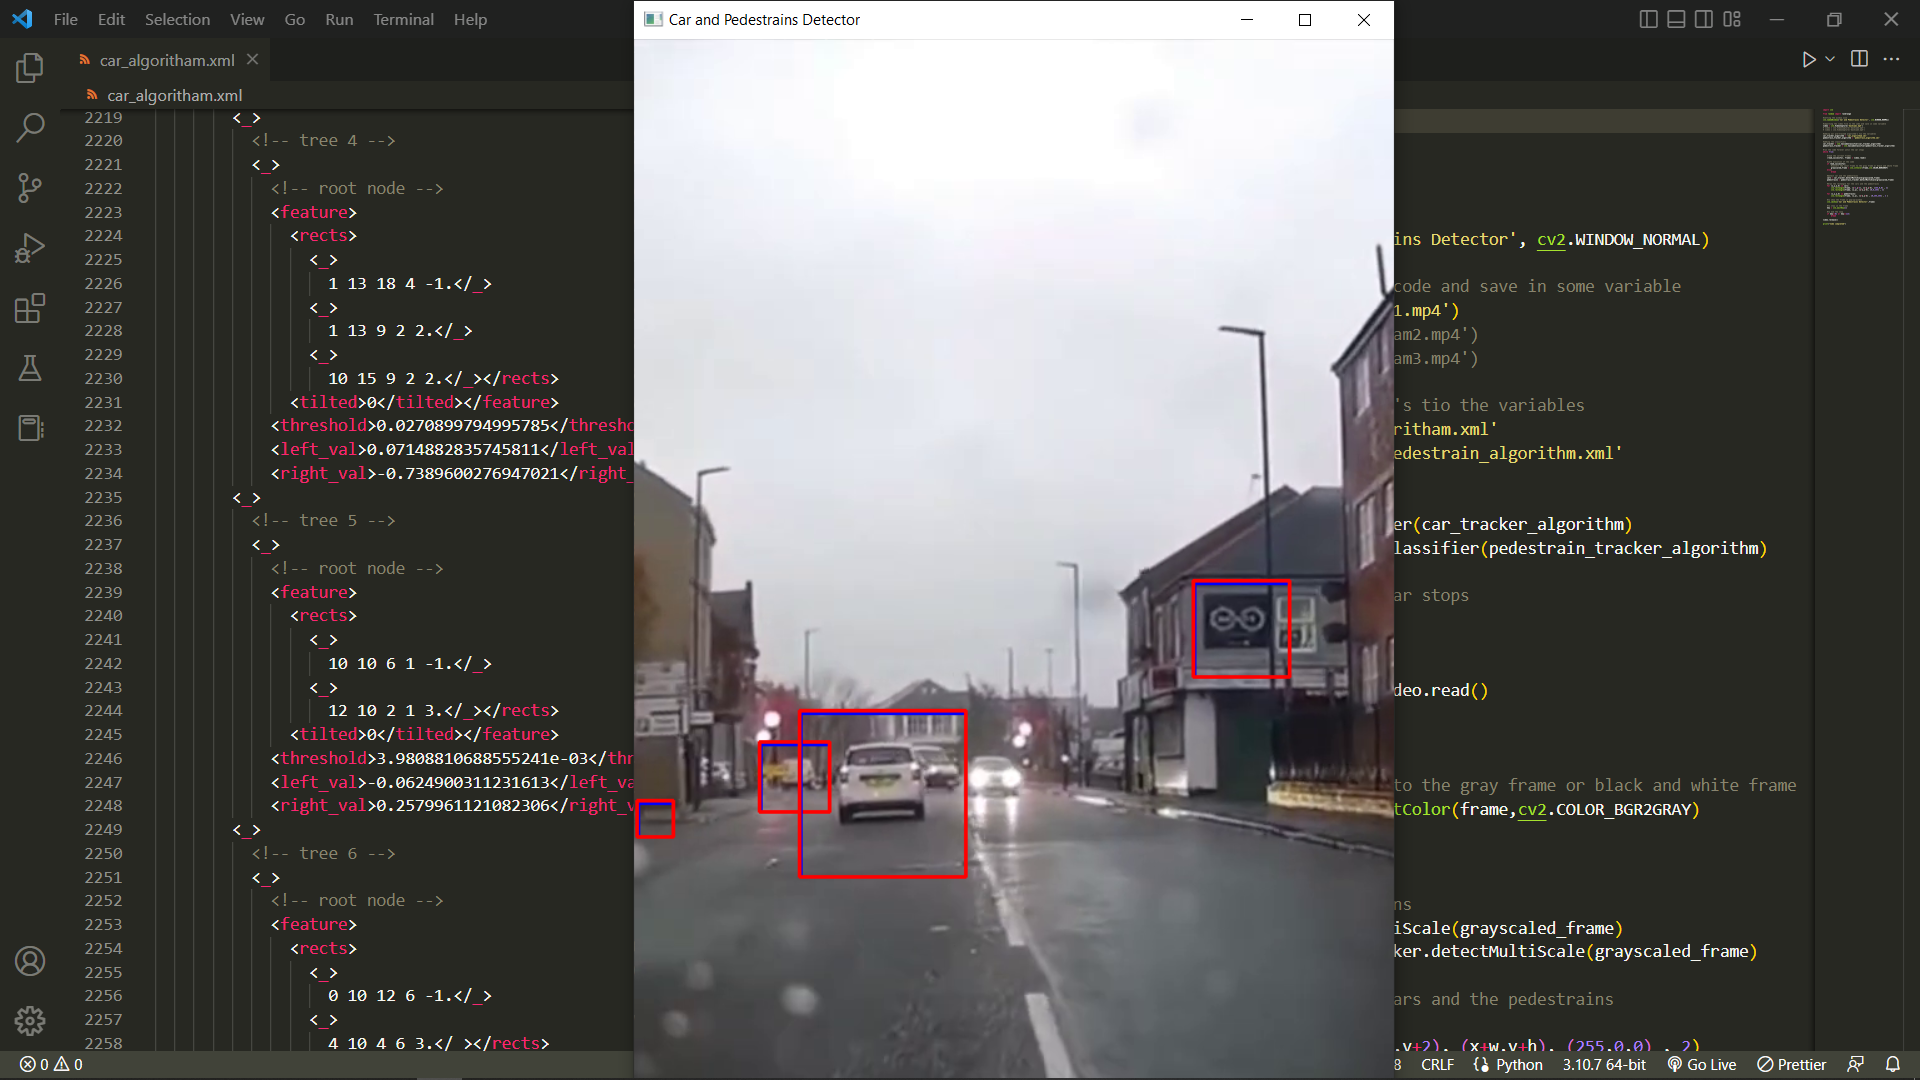 File Edit Selection View Go Run Terminal Help
Car and Pedestrains Detector
car_algoritham.xml
car_algoritham.xml
2219 <_>
2220 <!-- tree 4 -->
2221 <_>
2222 <!-- root node -->
2223 <feature>
2224 <rects>
2225 <_>
2226 1 13 18 4 -1.</_>
2227 <_>
2228 1 13 9 2 2.</_>
2229 <_>
2230 10 15 9 2 2.</_></rects>
2231 <tilted>0</tilted></feature>
2232 <threshold>0.0270899794995785</thresho
2233 <left_val>0.0714882835745811</left_val
2234 <right_val>-0.7389600276947021</right_
2235 <_>
2236 <!-- tree 5 -->
2237 <_>
2238 <!-- root node -->
2239 <feature>
2240 <rects>
2241 <_>
2242 10 10 6 1 -1.</_>
2243 <_>
2244 12 10 2 1 3.</_></rects>
2245 <tilted>0</tilted></feature>
2246 <threshold>3.9808810688555241e-03</thr
2247 <left_val>-0.0624900311231613</left_va
2248 <right_val>0.2579961121082306</right_v
2249 <_>
2250 <!-- tree 6 -->
2251 <_>
2252 <!-- root node -->
2253 <feature>
2254 <rects>
2255 <_>
2256 0 10 12 6 -1.</_>
2257 <_>
2258 4 10 4 6 3.</_></rects>
ins Detector', cv2.WINDOW_NORMAL)
code and save in some variable
1.mp4')
am2.mp4')
am3.mp4')
's tio the variables
ritham.xml'
edestrain_algorithm.xml'
er(car_tracker_algorithm)
lassifier(pedestrain_tracker_algorithm)
ar stops
deo.read()
to the gray frame or black and white frame
tColor(frame,cv2.COLOR_BGR2GRAY)
ns
iScale(grayscaled_frame)
ker.detectMultiScale(grayscaled_frame)
ars and the pedestrains
,y+2), (x+w,y+h), (255,0,0) , 2)
0 0
8 CRLF Python 3.10.7 64-bit Go Live Prettier